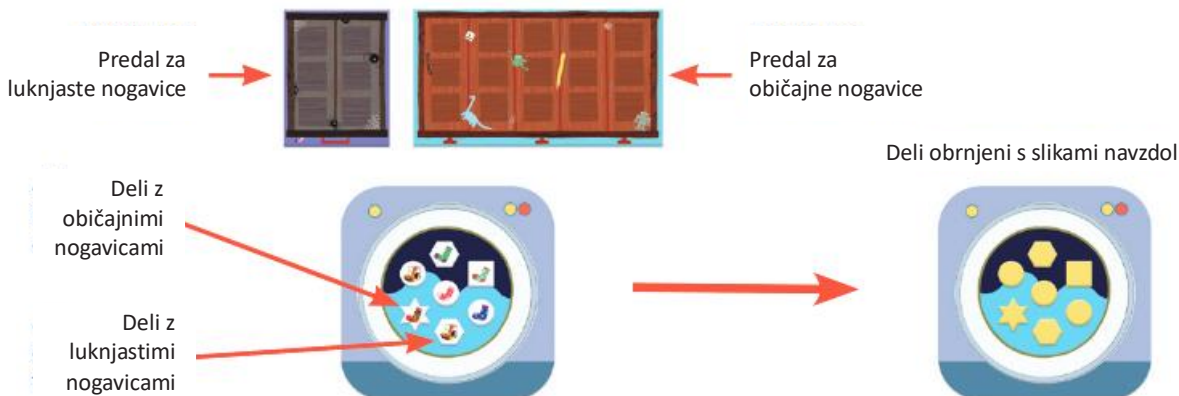 Predal za
luknjaste nogavice
Predal za
običajne nogavice
Deli obrnjeni s slikami navzdol
Deli z
običajnimi
nogavicami
Deli z
luknjastimi
nogavicami